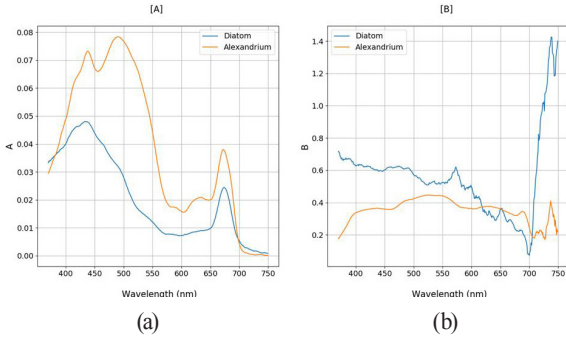 [A]
Diatom
Alexandrium
0.08
0.07
0.06
0.05
0.04
0.03
0.02
0.01
0.00
A
400 450 500 550 600 650 700 750
Wavelength (nm)
(a)
[B]
Diatom
Alexandrium
1.4
1.2
1.0
0.8
0.6
0.4
0.2
B
400 450 500 550 600 650 700 750
Wavelength (nm)
(b)